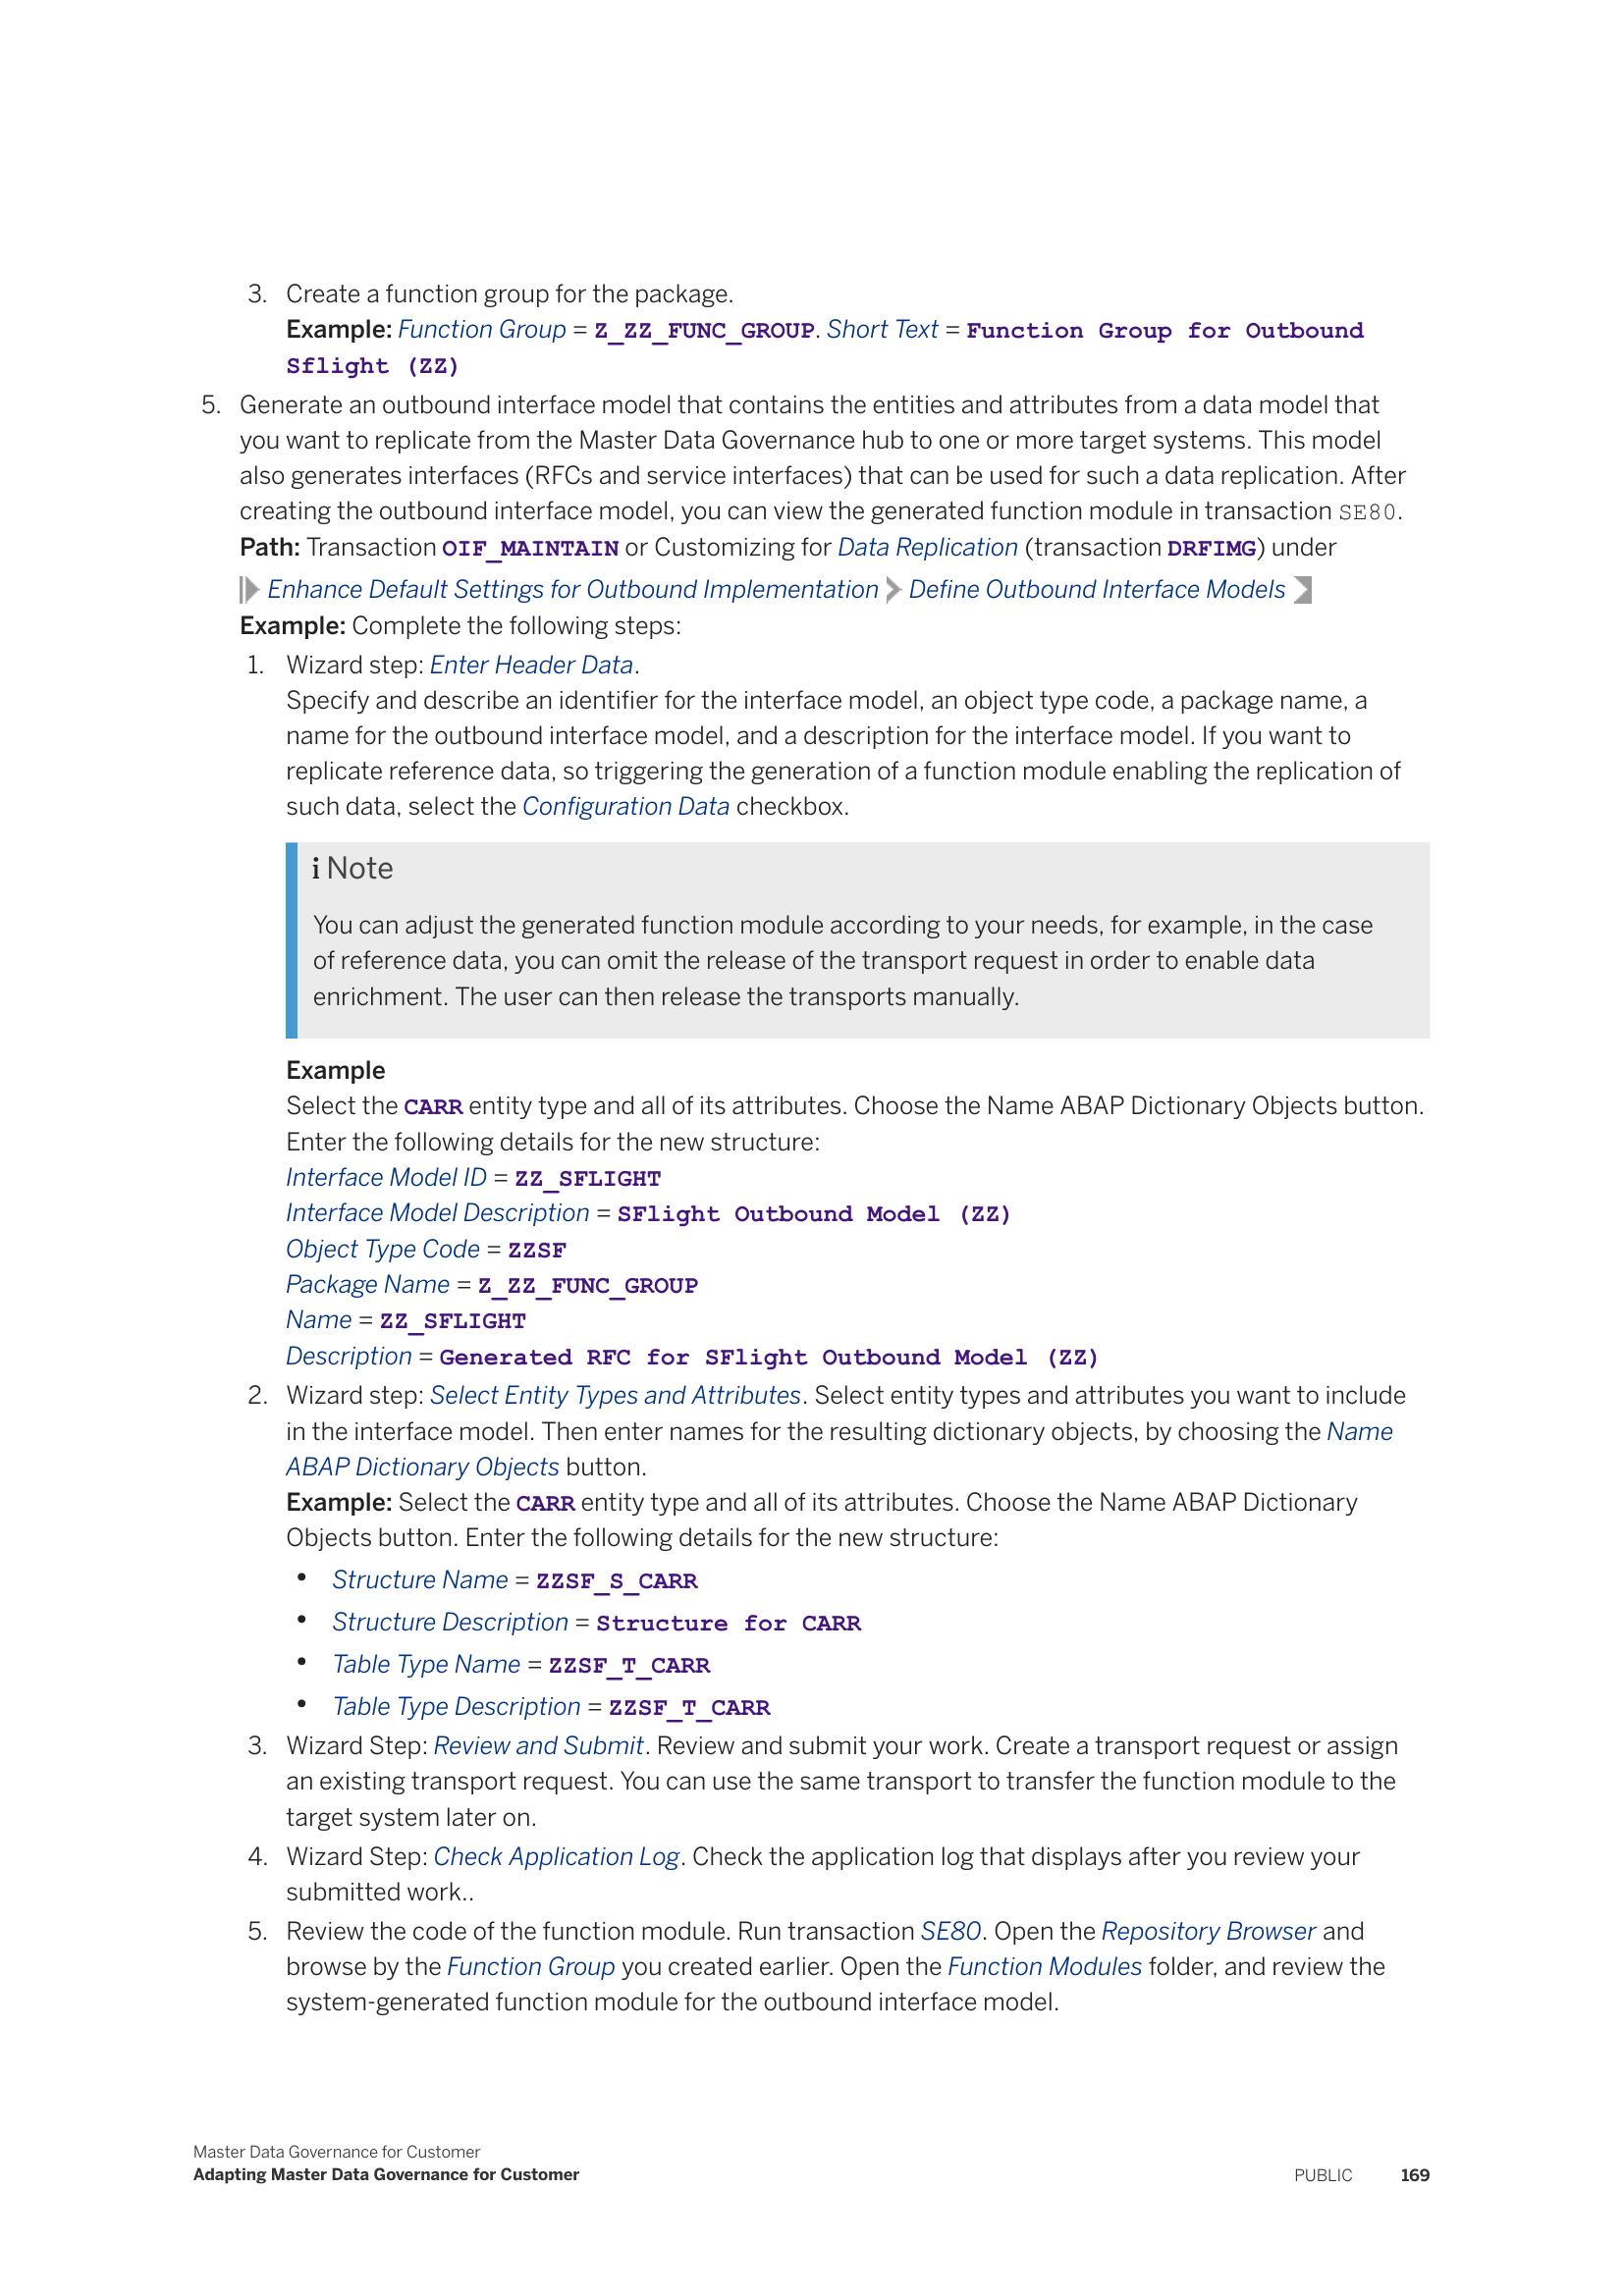 3. Create a function group for the package.
Example: Function Group = Z_ZZ_FUNC_GROUP. Short Text = Function Group for Outbound
Sflight (ZZ)
5. Generate an outbound interface model that contains the entities and attributes from a data model that
you want to replicate from the Master Data Governance hub to one or more target systems. This model
also generates interfaces (RFCs and service interfaces) that can be used for such a data replication. After
creating the outbound interface model, you can view the generated function module in transaction SE80.
Path: Transaction OIF_MAINTAIN or Customizing for Data Replication (transaction DRFIMG) under
Enhance Default Settings for Outbound Implementation Define Outbound Interface Models
Example: Complete the following steps:
1. Wizard step: Enter Header Data.
Specify and describe an identifier for the interface model, an object type code, a package name, a
name for the outbound interface model, and a description for the interface model. If you want to
replicate reference data, so triggering the generation of a function module enabling the replication of
such data, select the Configuration Data checkbox.
i Note
You can adjust the generated function module according to your needs, for example, in the case
of reference data, you can omit the release of the transport request in order to enable data
enrichment. The user can then release the transports manually.
Example
Select the CARR entity type and all of its attributes. Choose the Name ABAP Dictionary Objects button.
Enter the following details for the new structure:
Interface Model ID = ZZ_SFLIGHT
Interface Model Description = SFlight Outbound Model (ZZ)
Object Type Code = ZZSF
Package Name = Z_ZZ_FUNC_GROUP
Name = ZZ_SFLIGHT
Description = Generated RFC for SFlight Outbound Model (ZZ)
2. Wizard step: Select Entity Types and Attributes. Select entity types and attributes you want to include
in the interface model. Then enter names for the resulting dictionary objects, by choosing the Name
ABAP Dictionary Objects button.
Example: Select the CARR entity type and all of its attributes. Choose the Name ABAP Dictionary
Objects button. Enter the following details for the new structure:
• Structure Name = ZZSF_S_CARR
• Structure Description = Structure for CARR
• Table Type Name = ZZSF_T_CARR
• Table Type Description = ZZSF_T_CARR
3. Wizard Step: Review and Submit. Review and submit your work. Create a transport request or assign
an existing transport request. You can use the same transport to transfer the function module to the
target system later on.
4. Wizard Step: Check Application Log. Check the application log that displays after you review your
submitted work..
5. Review the code of the function module. Run transaction SE80. Open the Repository Browser and
browse by the Function Group you created earlier. Open the Function Modules folder, and review the
system-generated function module for the outbound interface model.
Master Data Governance for Customer
Adapting Master Data Governance for Customer PUBLIC 169